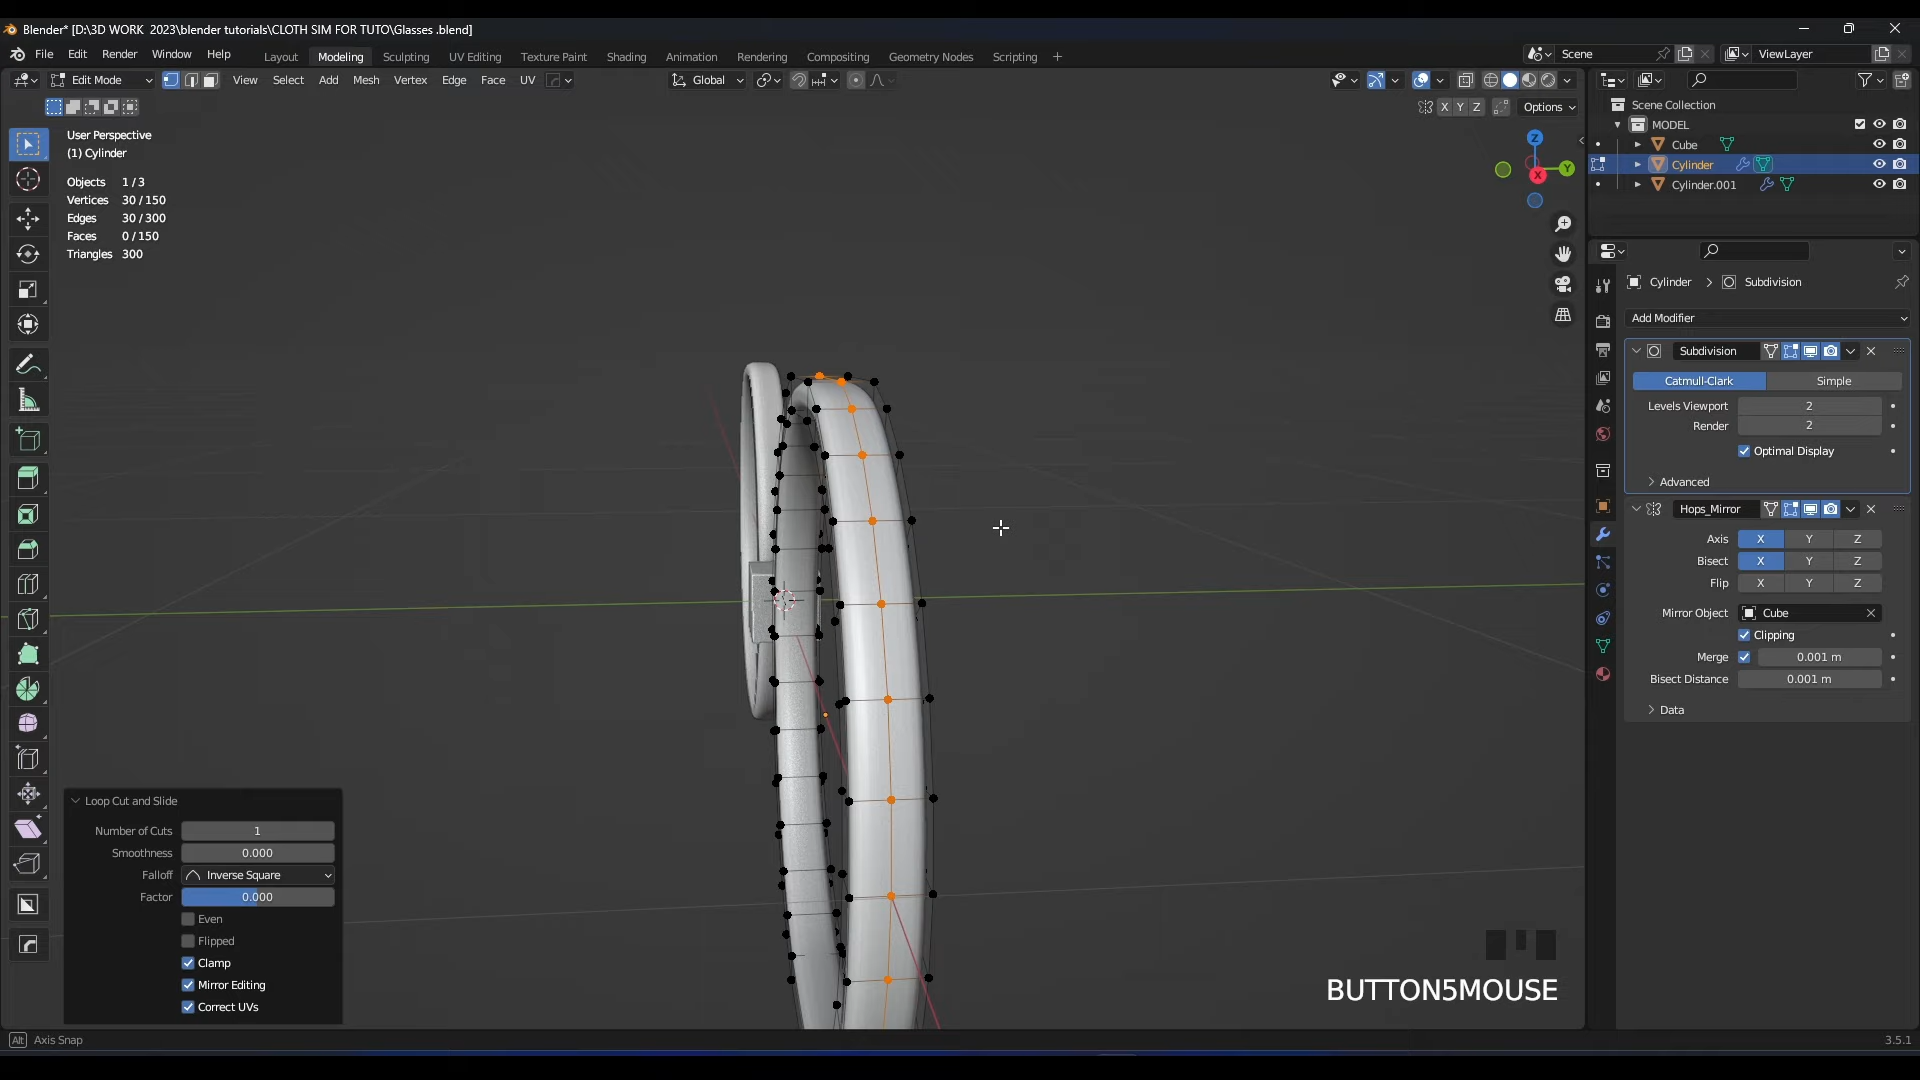 Blender* [D:\3D WORK 2023\blender tutorials\CLOTH SIM FOR TUTO\Glasses .blend]
File Edit Render Window Help Layout Modeling Sculpting UV Editing Texture Paint Shading Animation Rendering Compositing Geometry Nodes Scripting + Scene ViewLayer
Edit Mode View Select Add Mesh Vertex Edge Face UV Global
X Y Z Options
User Perspective
(1) Cylinder
Objects 1/3
Vertices 30/150
Edges 30/300
Faces 0/150
Triangles 300
Z
Y
X
Scene Collection
MODEL
Cube
Cylinder
Cylinder.001
Cylinder > Subdivision
Add Modifier
Subdivision
Catmull-Clark Simple
Levels Viewport 2
Render 2
Optimal Display
Advanced
Hops_Mirror
Axis X Y Z
Bisect X Y Z
Flip X Y Z
Mirror Object Cube
Clipping
Merge 0.001 m
Bisect Distance 0.001 m
Data
Loop Cut and Slide
Number of Cuts 1
Smoothness 0.000
Falloff Inverse Square
Factor 0.000
Even
Flipped
Clamp
Mirror Editing
Correct UVs
BUTTON5MOUSE
Alt Axis Snap
3.5.1